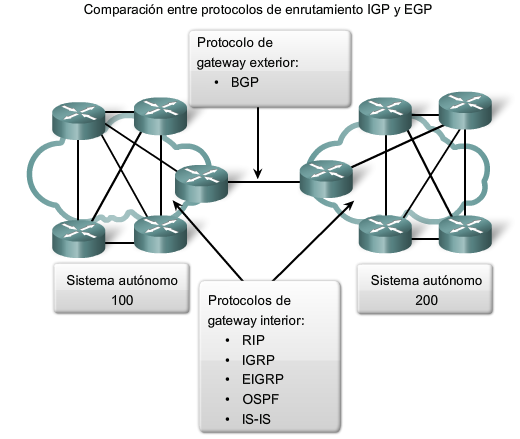 Comparación entre protocolos de enrutamiento IGP y EGP
Protocolo de
gateway exterior:
• BGP
Sistema autónomo
100
Sistema autónomo
200
Protocolos de
gateway interior:
• RIP
• IGRP
• EIGRP
• OSPF
• IS-IS